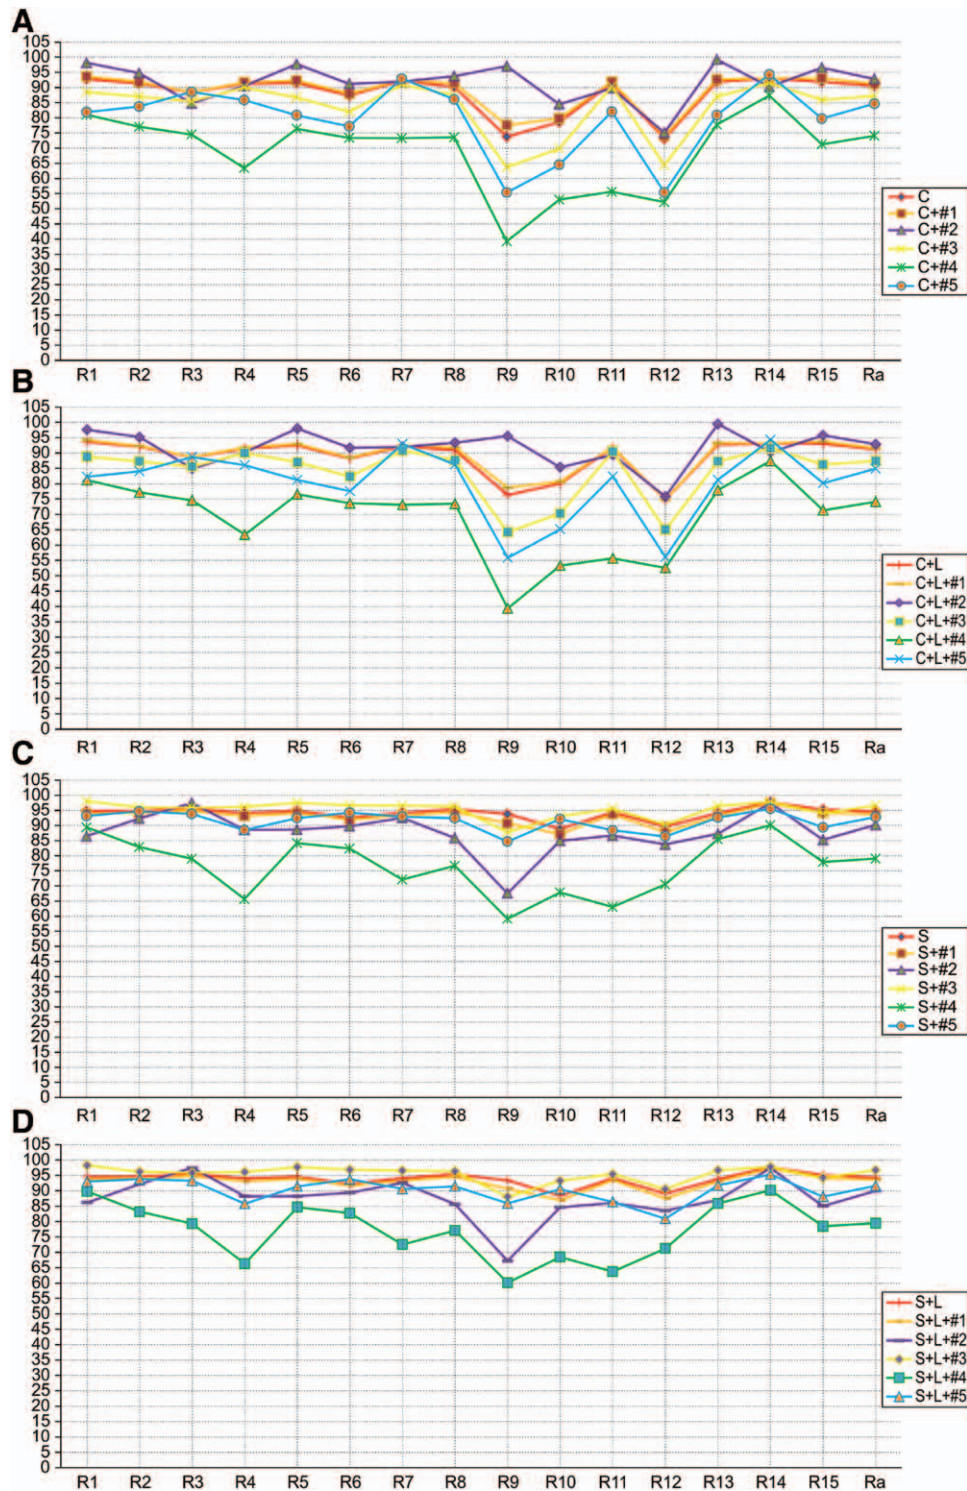 A
105
100
95
90
85
80
75
70
65
60
55
50
45
40
35
30
25
20
15
10
5
0
R1 R2 R3 R4 R5 R6 R7 R8 R9 R10 R11 R12 R13 R14 R15 Ra
C
C+#1
C+#2
C+#3
C+#4
C+#5
B
105
100
95
90
85
80
75
70
65
60
55
50
45
40
35
30
25
20
15
10
5
0
R1 R2 R3 R4 R5 R6 R7 R8 R9 R10 R11 R12 R13 R14 R15 Ra
C+L
C+L+#1
C+L+#2
C+L+#3
C+L+#4
C+L+#5
C
105
100
95
90
85
80
75
70
65
60
55
50
45
40
35
30
25
20
15
10
5
0
R1 R2 R3 R4 R5 R6 R7 R8 R9 R10 R11 R12 R13 R14 R15 Ra
S
S+#1
S+#2
S+#3
S+#4
S+#5
D
105
100
95
90
85
80
75
70
65
60
55
50
45
40
35
30
25
20
15
10
5
0
R1 R2 R3 R4 R5 R6 R7 R8 R9 R10 R11 R12 R13 R14 R15 Ra
S+L
S+L+#1
S+L+#2
S+L+#3
S+L+#4
S+L+#5